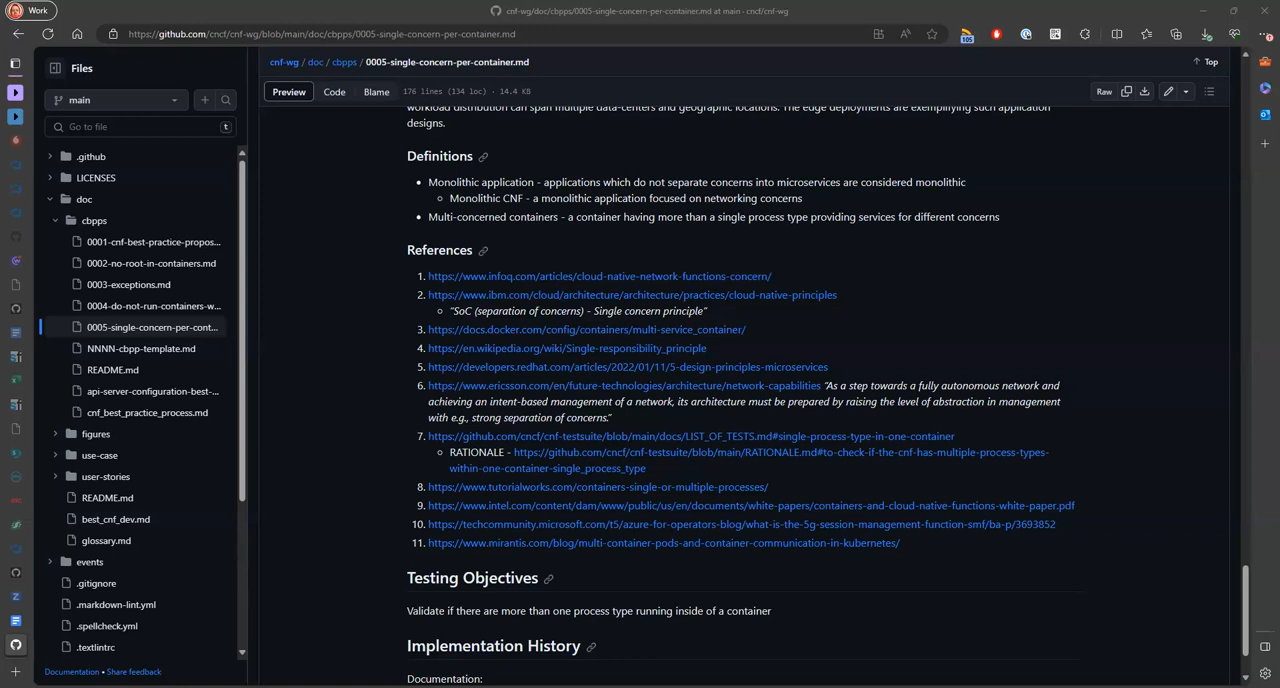 Work
cnf-wg/doc/cbpps/0005-single-concern-per-container.md at main · cncf/cnf-wg
https://github.com/cncf/cnf-wg/blob/main/doc/cbpps/0005-single-concern-per-container.md
105
Files
main
Go to file
t
.github
LICENSES
doc
cbpps
0001-cnf-best-practice-propos...
0002-no-root-in-containers.md
0003-exceptions.md
0004-do-not-run-containers-w...
0005-single-concern-per-cont...
NNNN-cbpp-template.md
README.md
api-server-configuration-best-...
cnf_best_practice_process.md
figures
use-case
user-stories
README.md
best_cnf_dev.md
glossary.md
events
.gitignore
.markdown-lint.yml
.spellcheck.yml
.textlintrc
Documentation • Share feedback
cnf-wg / doc / cbpps / 0005-single-concern-per-container.md
Top
Preview
Code
Blame
176 lines (134 loc) · 14.4 KB
Raw
workload distribution can span multiple data-centers and geographic locations. The edge deployments are exemplifying such application
designs.
Definitions
• Monolithic application - applications which do not separate concerns into microservices are considered monolithic
Monolithic CNF - a monolithic application focused on networking concerns
• Multi-concerned containers - a container having more than a single process type providing services for different concerns
References
1. https://www.infoq.com/articles/cloud-native-network-functions-concern/
2. https://www.ibm.com/cloud/architecture/architecture/practices/cloud-native-principles
"SoC (separation of concerns) - Single concern principle"
3. https://docs.docker.com/config/containers/multi-service_container/
4. https://en.wikipedia.org/wiki/Single-responsibility_principle
5. https://developers.redhat.com/articles/2022/01/11/5-design-principles-microservices
6. https://www.ericsson.com/en/future-technologies/architecture/network-capabilities "As a step towards a fully autonomous network and
achieving an intent-based management of a network, its architecture must be prepared by raising the level of abstraction in management
with e.g., strong separation of concerns."
7. https://github.com/cncf/cnf-testsuite/blob/main/docs/LIST_OF_TESTS.md#single-process-type-in-one-container
RATIONALE - https://github.com/cncf/cnf-testsuite/blob/main/RATIONALE.md#to-check-if-the-cnf-has-multiple-process-types-
within-one-container-single_process_type
8. https://www.tutorialworks.com/containers-single-or-multiple-processes/
9. https://www.intel.com/content/dam/www/public/us/en/documents/white-papers/containers-and-cloud-native-functions-white-paper.pdf
10. https://techcommunity.microsoft.com/t5/azure-for-operators-blog/what-is-the-5g-session-management-function-smf/ba-p/3693852
11. https://www.mirantis.com/blog/multi-container-pods-and-container-communication-in-kubernetes/
Testing Objectives
Validate if there are more than one process type running inside of a container
Implementation History
Documentation: